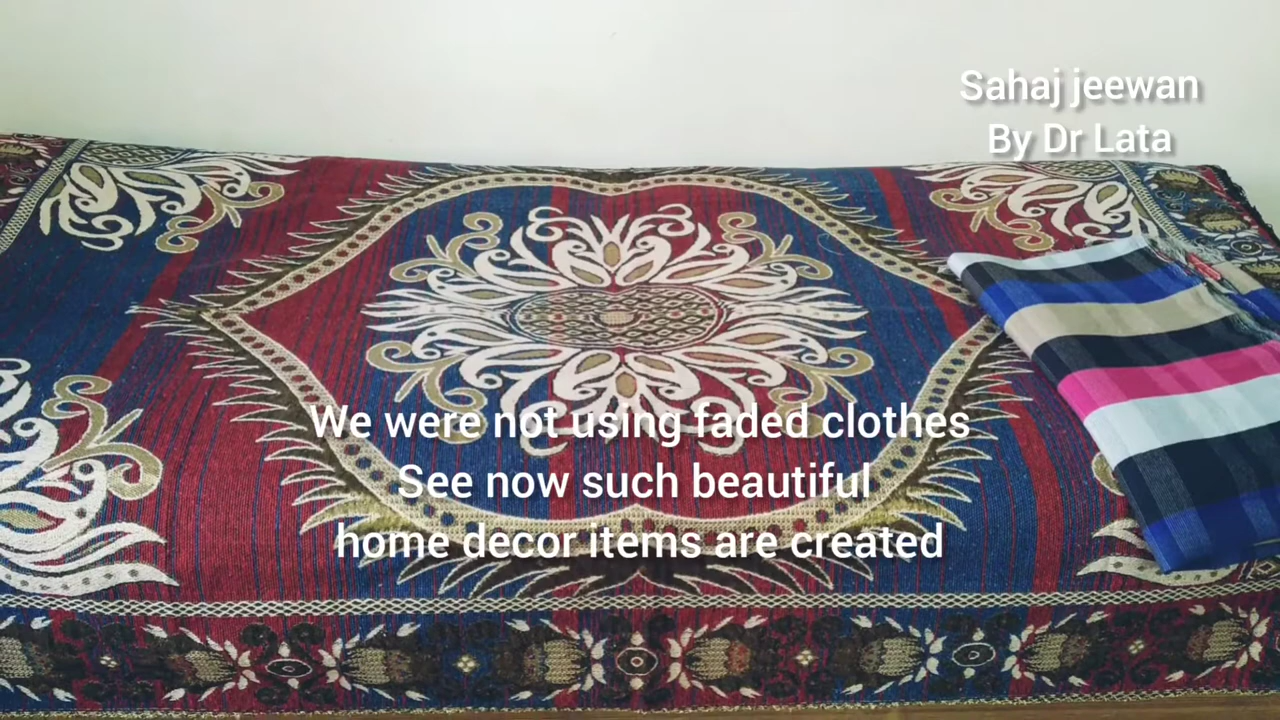 Sahaj jeewan
By Dr Lata
We were not using faded clothes
See now such beautiful
home decor items are created